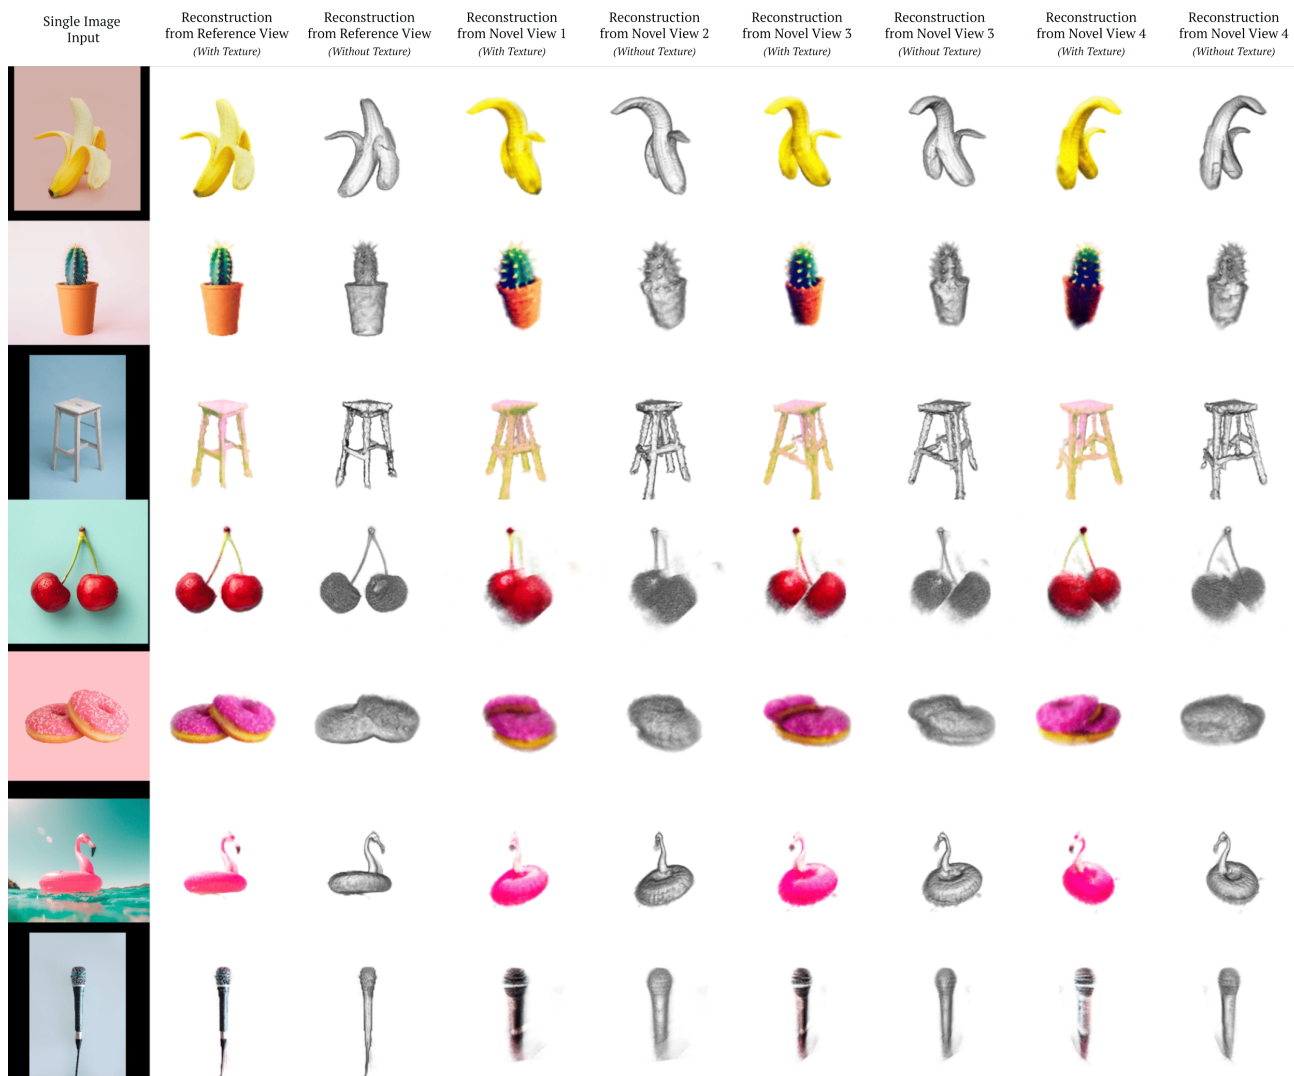 Single Image
Input
Reconstruction
from Reference View
(With Texture)
Reconstruction
from Reference View
(Without Texture)
Reconstruction
from Novel View 1
(With Texture)
Reconstruction
from Novel View 2
(Without Texture)
Reconstruction
from Novel View 3
(With Texture)
Reconstruction
from Novel View 3
(Without Texture)
Reconstruction
from Novel View 4
(With Texture)
Reconstruction
from Novel View 4
(Without Texture)